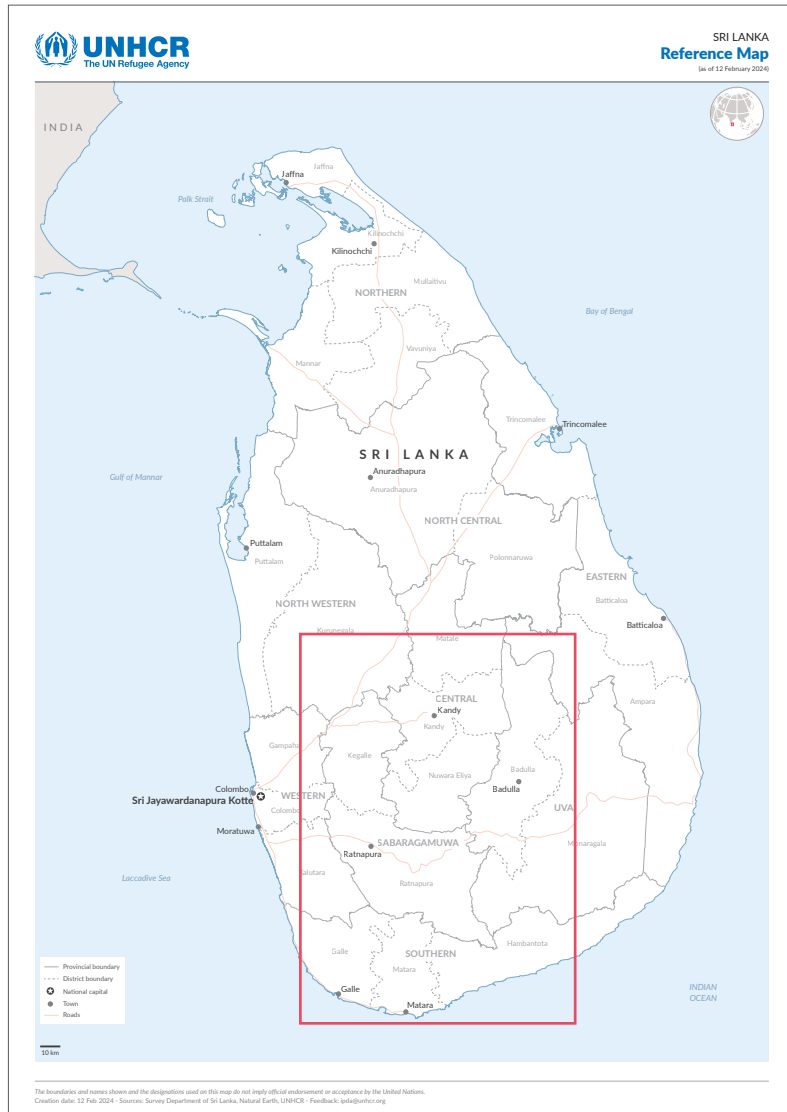 UNHCR
The UN Refugee Agency
SRI LANKA
Reference Map
(as of 12 February 2024)
INDIA
Jaffna
Jaffna
Palk Strait
Kilinochchi
Kilinochchi
Mullaitivu
NORTHERN
Bay of Bengal
Vavuniya
Mannar
Trincomalee
Trincomalee
SRI LANKA
Anuradhapura
Anuradhapura
Gulf of Mannar
NORTH CENTRAL
Puttalam
Puttalam
Polonnaruwa
EASTERN
Batticaloa
NORTH WESTERN
Batticaloa
Kurunegala
Matale
CENTRAL
Ampara
Kandy
Kandy
Gampaha
Kegalle
Nuwara Eliya
Badulla
Badulla
Colombo
Sri Jayawardanapura Kotte
WESTERN
Colombo
UVA
Moratuwa
SABARAGAMUWA
Monaragala
Ratnapura
Kalutara
Laccadive Sea
Ratnapura
Galle
SOUTHERN
Hambantota
Matara
Galle
Matara
INDIAN
OCEAN
Provincial boundary
District boundary
National capital
Town
Roads
10 km
The boundaries and names shown and the designations used on this map do not imply official endorsement or acceptance by the United Nations.
Creation date: 12 Feb 2024 - Sources: Survey Department of Sri Lanka, Natural Earth, UNHCR - Feedback: ipda@unhcr.org